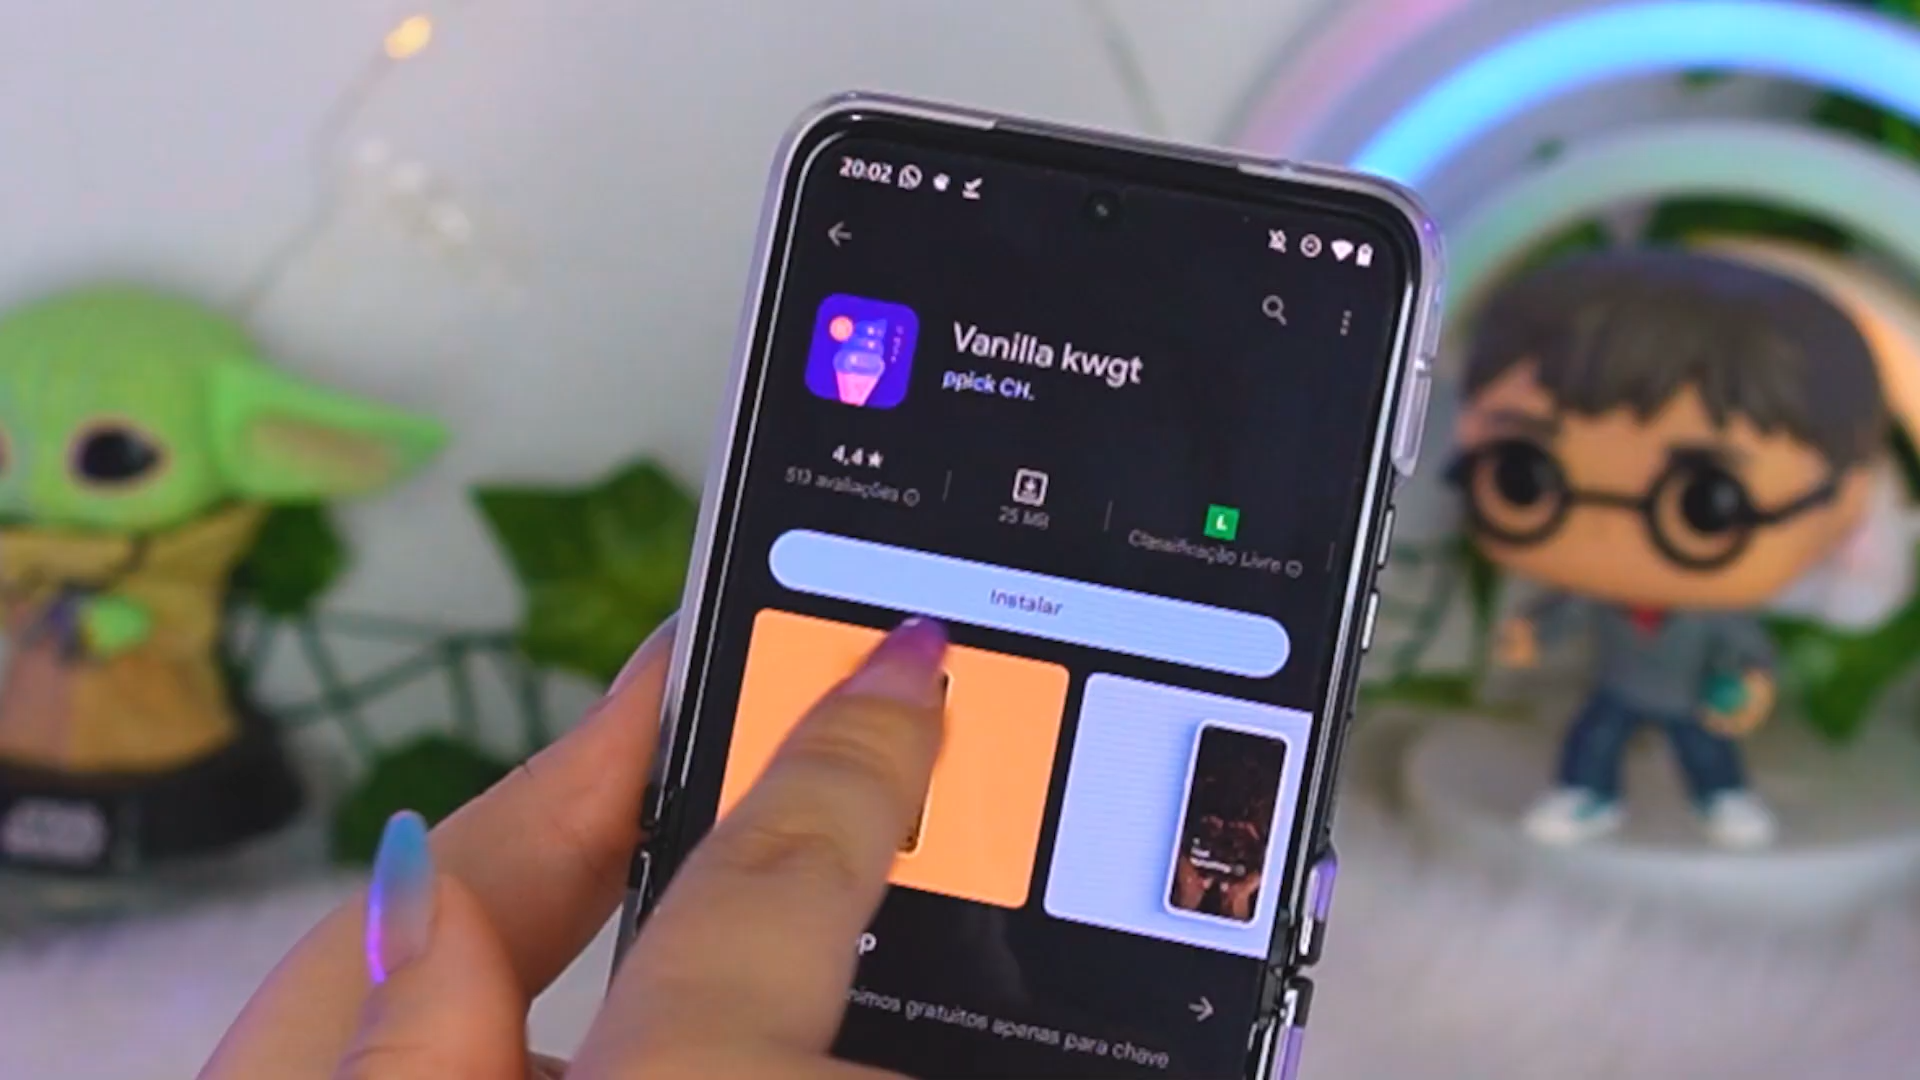 20:02
Vanilla kwgt
ppick CH.
4,4★
513 avaliações
25 MB
L
Classificação Livre
Instalar
gratuitos apenas para chave